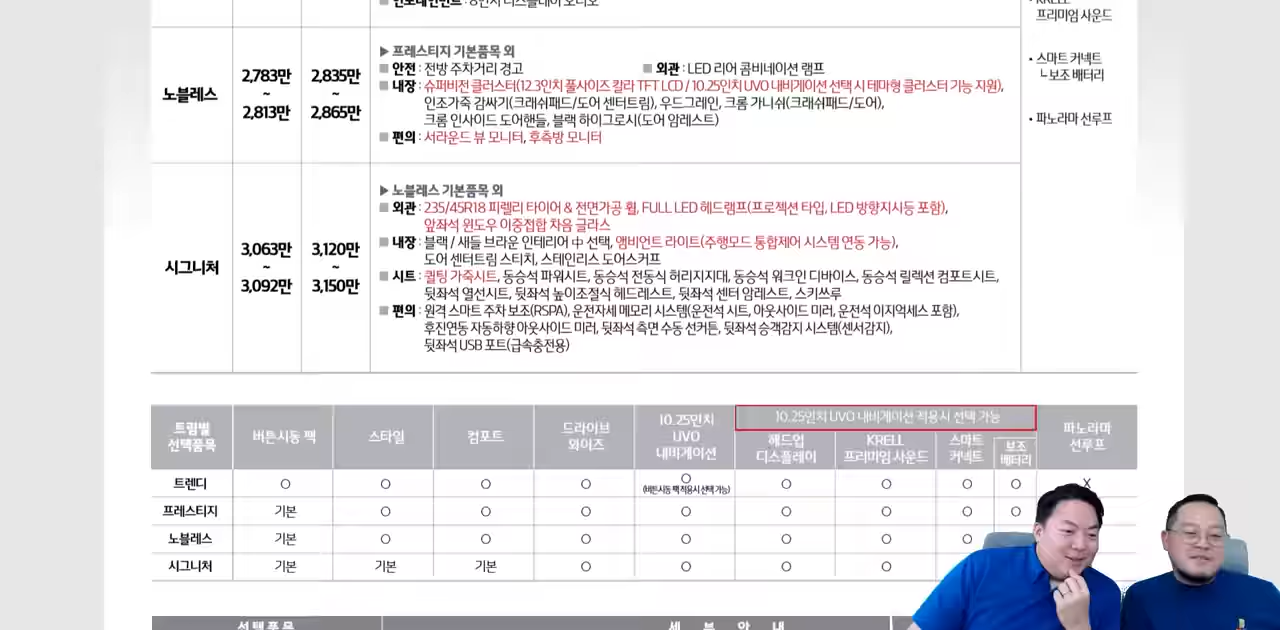 ■ 인포테인먼트 : 8인치 디스플레이 오디오
• KRELL
프리미엄 사운드
• 스마트 커넥트
└ 보조 배터리
• 파노라마 선루프
노블레스
2,783만
~
2,813만
2,835만
~
2,865만
▶ 프레스티지 기본품목 외
■ 안전 : 전방 주차거리 경고 ■ 외관 : LED 리어 콤비네이션 램프
■ 내장 : 슈퍼비전 클러스터(12.3인치 풀사이즈 칼라 TFT LCD / 10.25인치 UVO 내비게이션 선택 시 테마형 클러스터 기능 지원),
인조가죽 감싸기(크래쉬패드/도어 센터트림), 우드그레인, 크롬 가니쉬(크래쉬패드/도어),
크롬 인사이드 도어핸들, 블랙 하이그로시(도어 암레스트)
■ 편의 : 서라운드 뷰 모니터, 후측방 모니터
시그니처
3,063만
~
3,092만
3,120만
~
3,150만
▶ 노블레스 기본품목 외
■ 외관 : 235/45R18 피렐리 타이어 & 전면가공 휠, FULL LED 헤드램프(프로젝션 타입, LED 방향지시등 포함),
앞좌석 윈도우 이중접합 차음 글라스
■ 내장 : 블랙 / 새들 브라운 인테리어 中 선택, 앰비언트 라이트(주행모드 통합제어 시스템 연동 가능),
도어 센터트림 스티치, 스테인리스 도어스커프
■ 시트 : 퀼팅 가죽시트, 동승석 파워시트, 동승석 전동식 허리지지대, 동승석 워크인 디바이스, 동승석 릴렉션 컴포트시트,
뒷좌석 열선시트, 뒷좌석 높이조절식 헤드레스트, 뒷좌석 센터 암레스트, 스키쓰루
■ 편의 : 원격 스마트 주차 보조(RSPA), 운전자세 메모리 시스템(운전석 시트, 아웃사이드 미러, 운전석 이지억세스 포함),
후진연동 자동하향 아웃사이드 미러, 뒷좌석 측면 수동 선커튼, 뒷좌석 승객감지 시스템(센서감지),
뒷좌석 USB 포트(급속충전용)
트림별
선택품목
버튼시동 팩
스타일
컴포트
드라이브
와이즈
10.25인치
UVO
내비게이션
10.25인치 UVO 내비게이션 적용시 선택 가능
헤드업
디스플레이
KRELL
프리미엄 사운드
스마트
커넥트
보조
배터리
파노라마
선루프
트렌디 ○ ○ ○ ○ ○ ○ ○ ○ ○ X
(버튼시동 팩 적용시 선택 가능)
프레스티지 기본 ○ ○ ○ ○ ○ ○ ○ ○
노블레스 기본 ○ ○ ○ ○ ○ ○ ○
시그니처 기본 기본 기본 ○ ○ ○ ○
선택품목 세 부 안 내